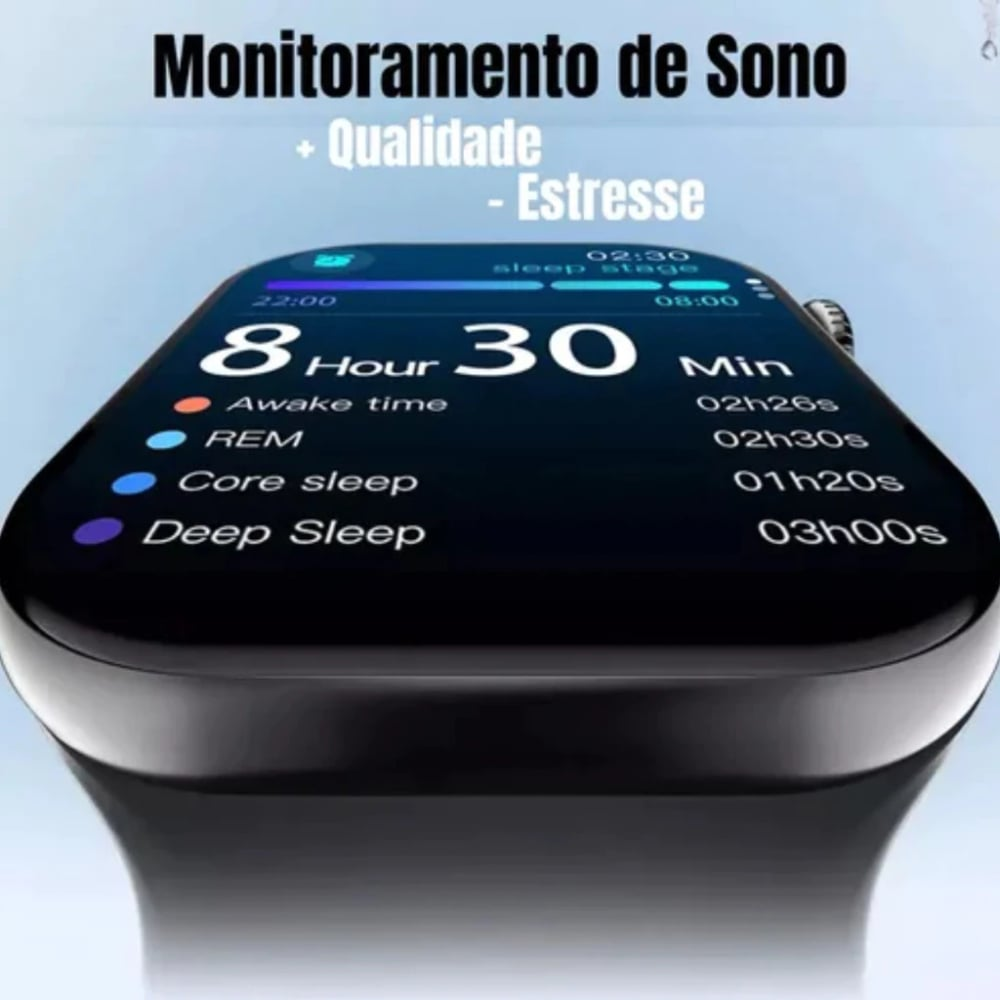 Monitoramento de Sono
+ Qualidade
- Estresse
02:30
sleep stage
22:00 08:00
8 Hour 30 Min
Awake time 02h26s
REM 02h30s
Core sleep 01h20s
Deep Sleep 03h00s